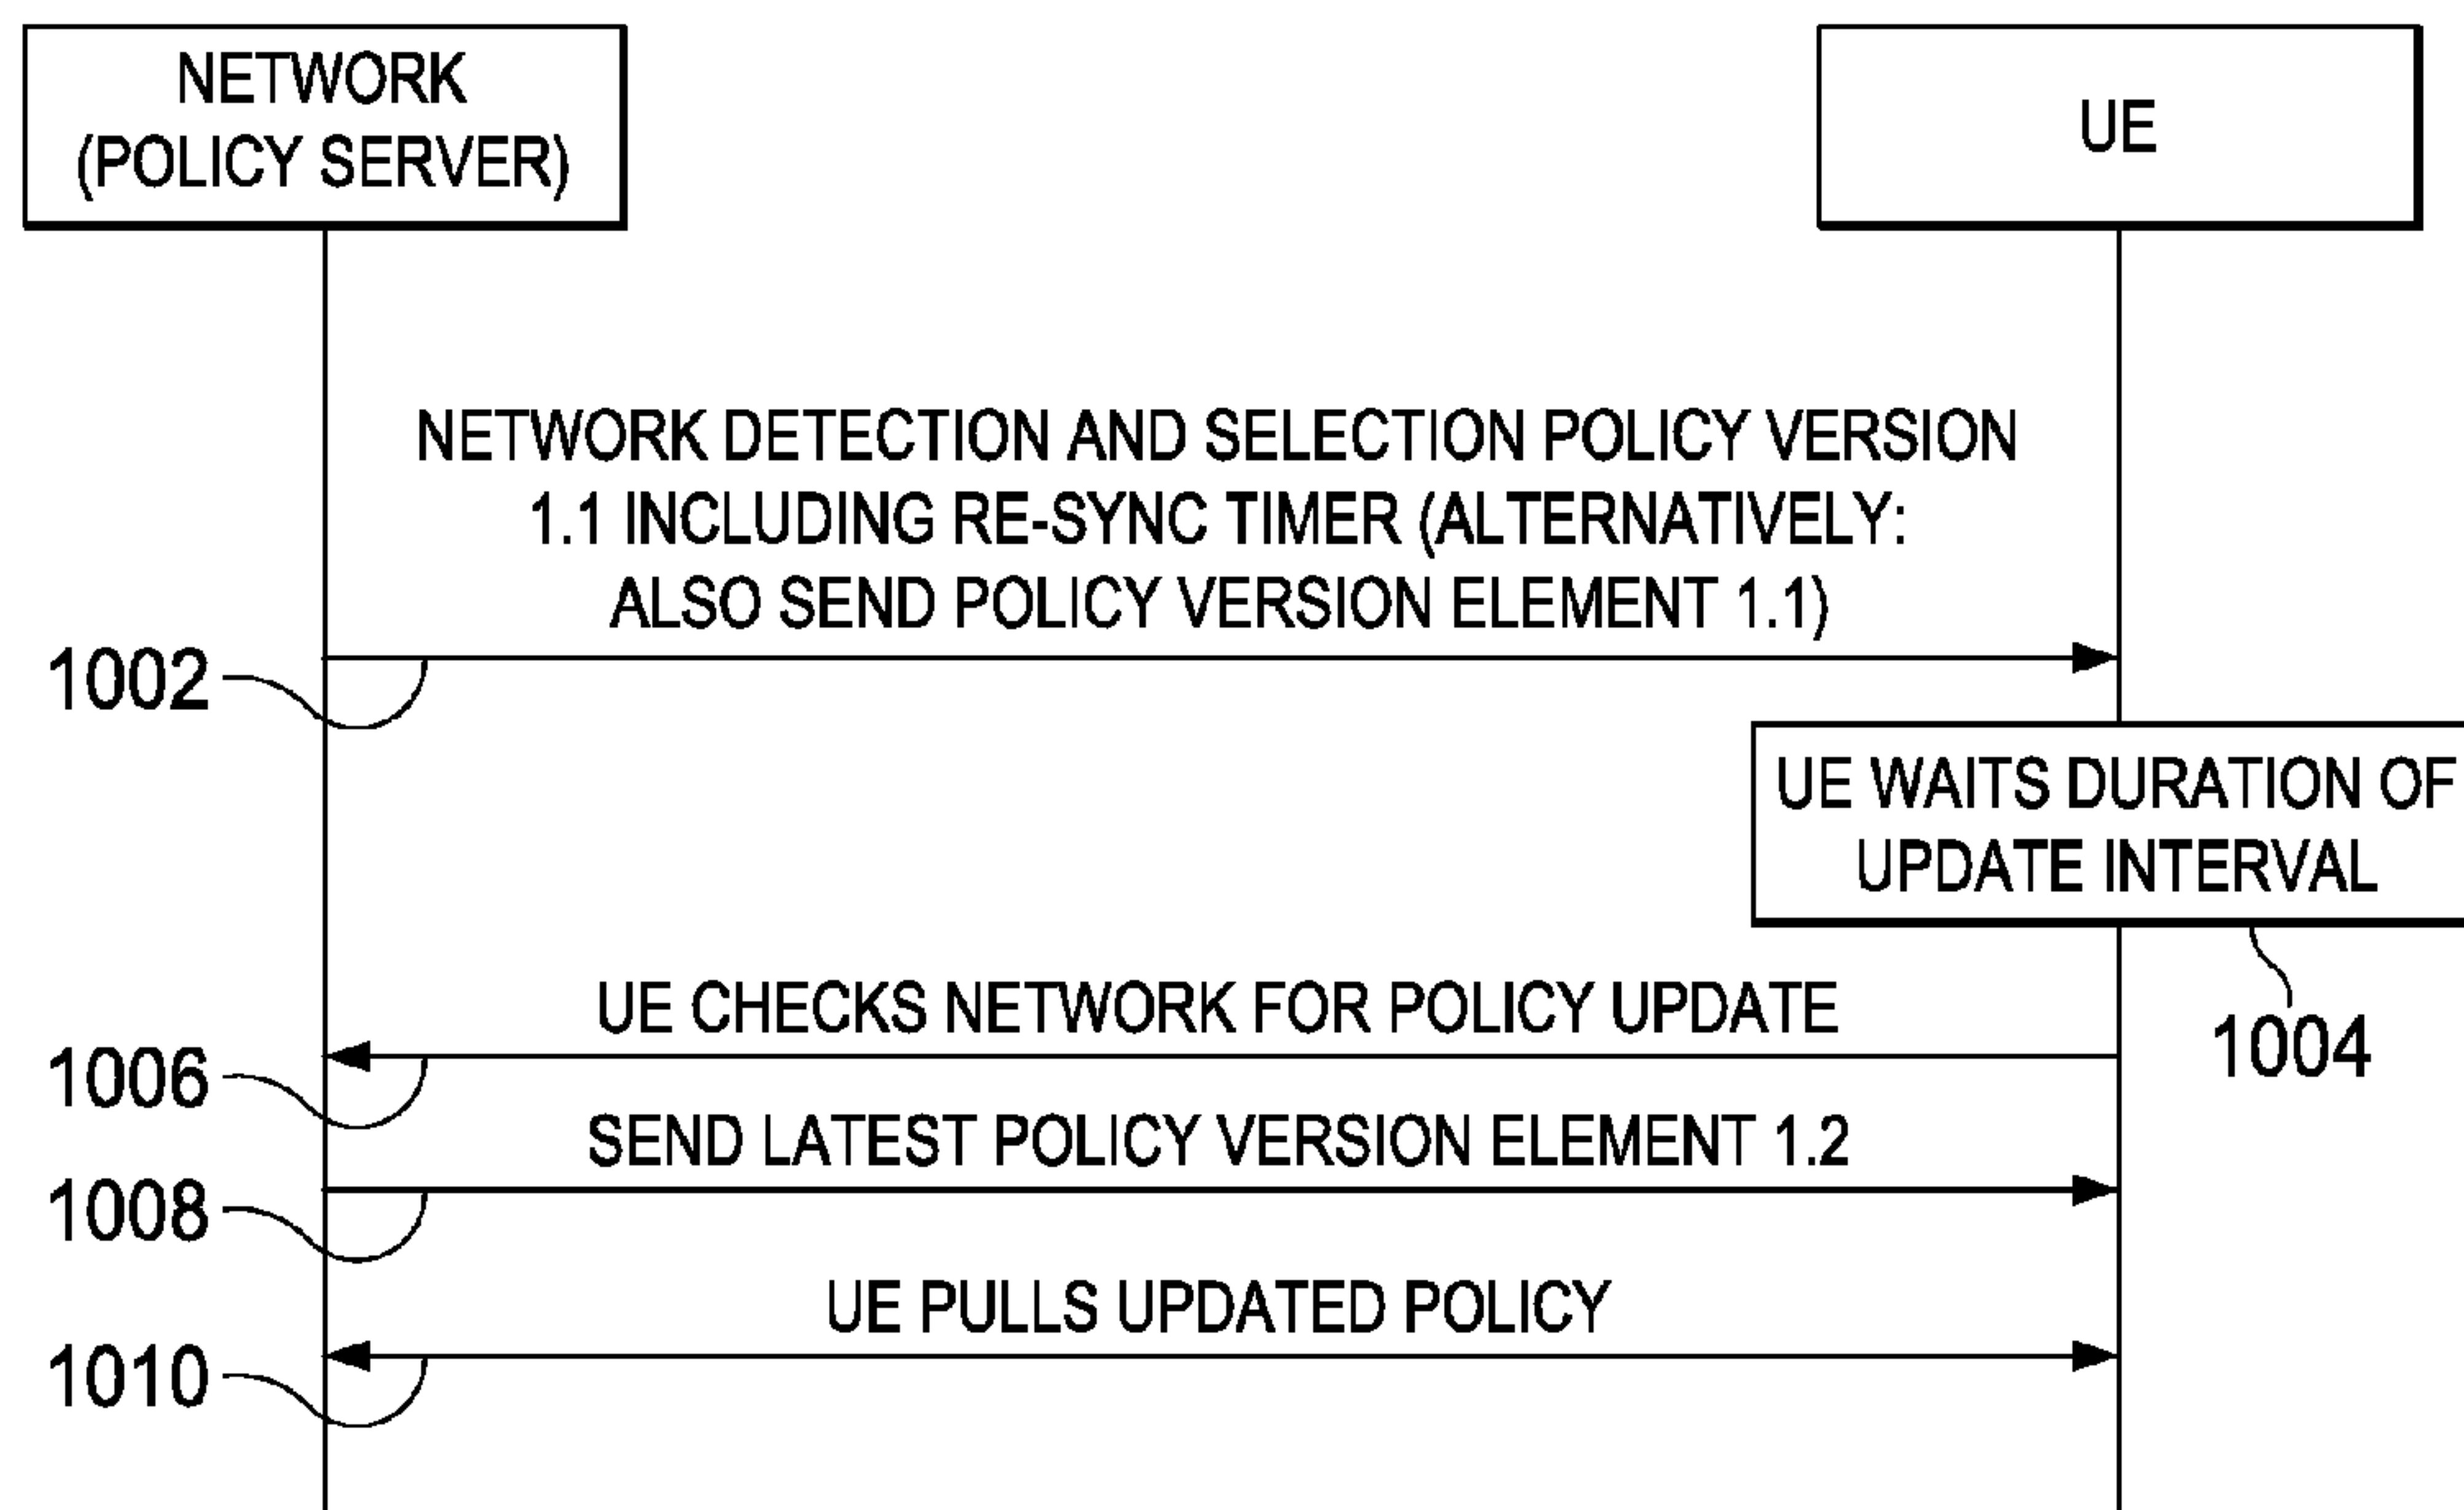 NETWORK
(POLICY SERVER)
UE
NETWORK DETECTION AND SELECTION POLICY VERSION
1.1 INCLUDING RE-SYNC TIMER (ALTERNATIVELY:
ALSO SEND POLICY VERSION ELEMENT 1.1)
1002
UE WAITS DURATION OF
UPDATE INTERVAL
1004
UE CHECKS NETWORK FOR POLICY UPDATE
1006
SEND LATEST POLICY VERSION ELEMENT 1.2
1008
UE PULLS UPDATED POLICY
1010